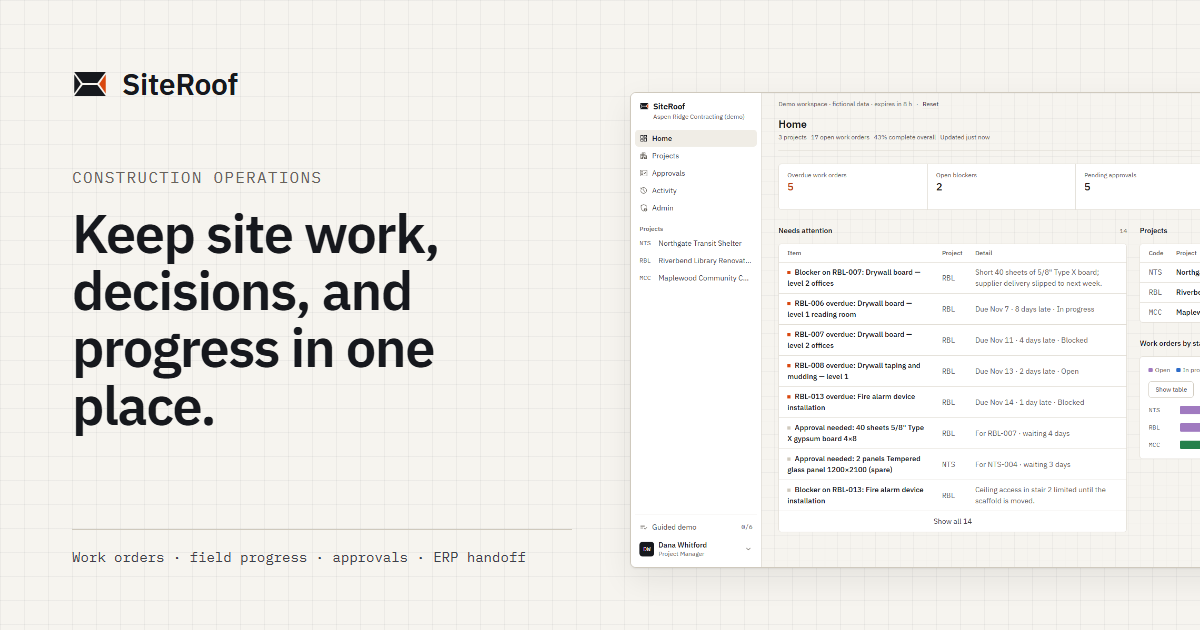 SiteRoof
CONSTRUCTION OPERATIONS
Keep site work,
decisions, and
progress in one
place.
Work orders · field progress · approvals · ERP handoff
SiteRoof
Aspen Ridge Contracting (demo)
Home
Projects
Approvals
Activity
Admin
Projects
NTS Northgate Transit Shelter
RBL Riverbend Library Renovat...
MCC Maplewood Community C...
Guided demo 0/6
DW
Dana Whitford
Project Manager
Demo workspace · fictional data · expires in 8 h · Reset
Home
3 projects 17 open work orders 43% complete overall Updated just now
Overdue work orders
5
Open blockers
2
Pending approvals
5
Needs attention 14
Item Project Detail
Blocker on RBL-007: Drywall board —
level 2 offices
RBL
Short 40 sheets of 5/8" Type X board;
supplier delivery slipped to next week.
RBL-006 overdue: Drywall board —
level 1 reading room
RBL
Due Nov 7 · 8 days late · In progress
RBL-007 overdue: Drywall board —
level 2 offices
RBL
Due Nov 11 · 4 days late · Blocked
RBL-008 overdue: Drywall taping and
mudding — level 1
RBL
Due Nov 13 · 2 days late · Open
RBL-013 overdue: Fire alarm device
installation
RBL
Due Nov 14 · 1 day late · Blocked
Approval needed: 40 sheets 5/8" Type
X gypsum board 4×8
RBL
For RBL-007 · waiting 4 days
Approval needed: 2 panels Tempered
glass panel 1200×2100 (spare)
NTS
For NTS-004 · waiting 3 days
Blocker on RBL-013: Fire alarm device
installation
RBL
Ceiling access in stair 2 limited until the
scaffold is moved.
Show all 14
Projects
Code Project
NTS Northg
RBL Riverbe
MCC Maplew
Work orders by sta
Open In pro
Show table
NTS
RBL
MCC